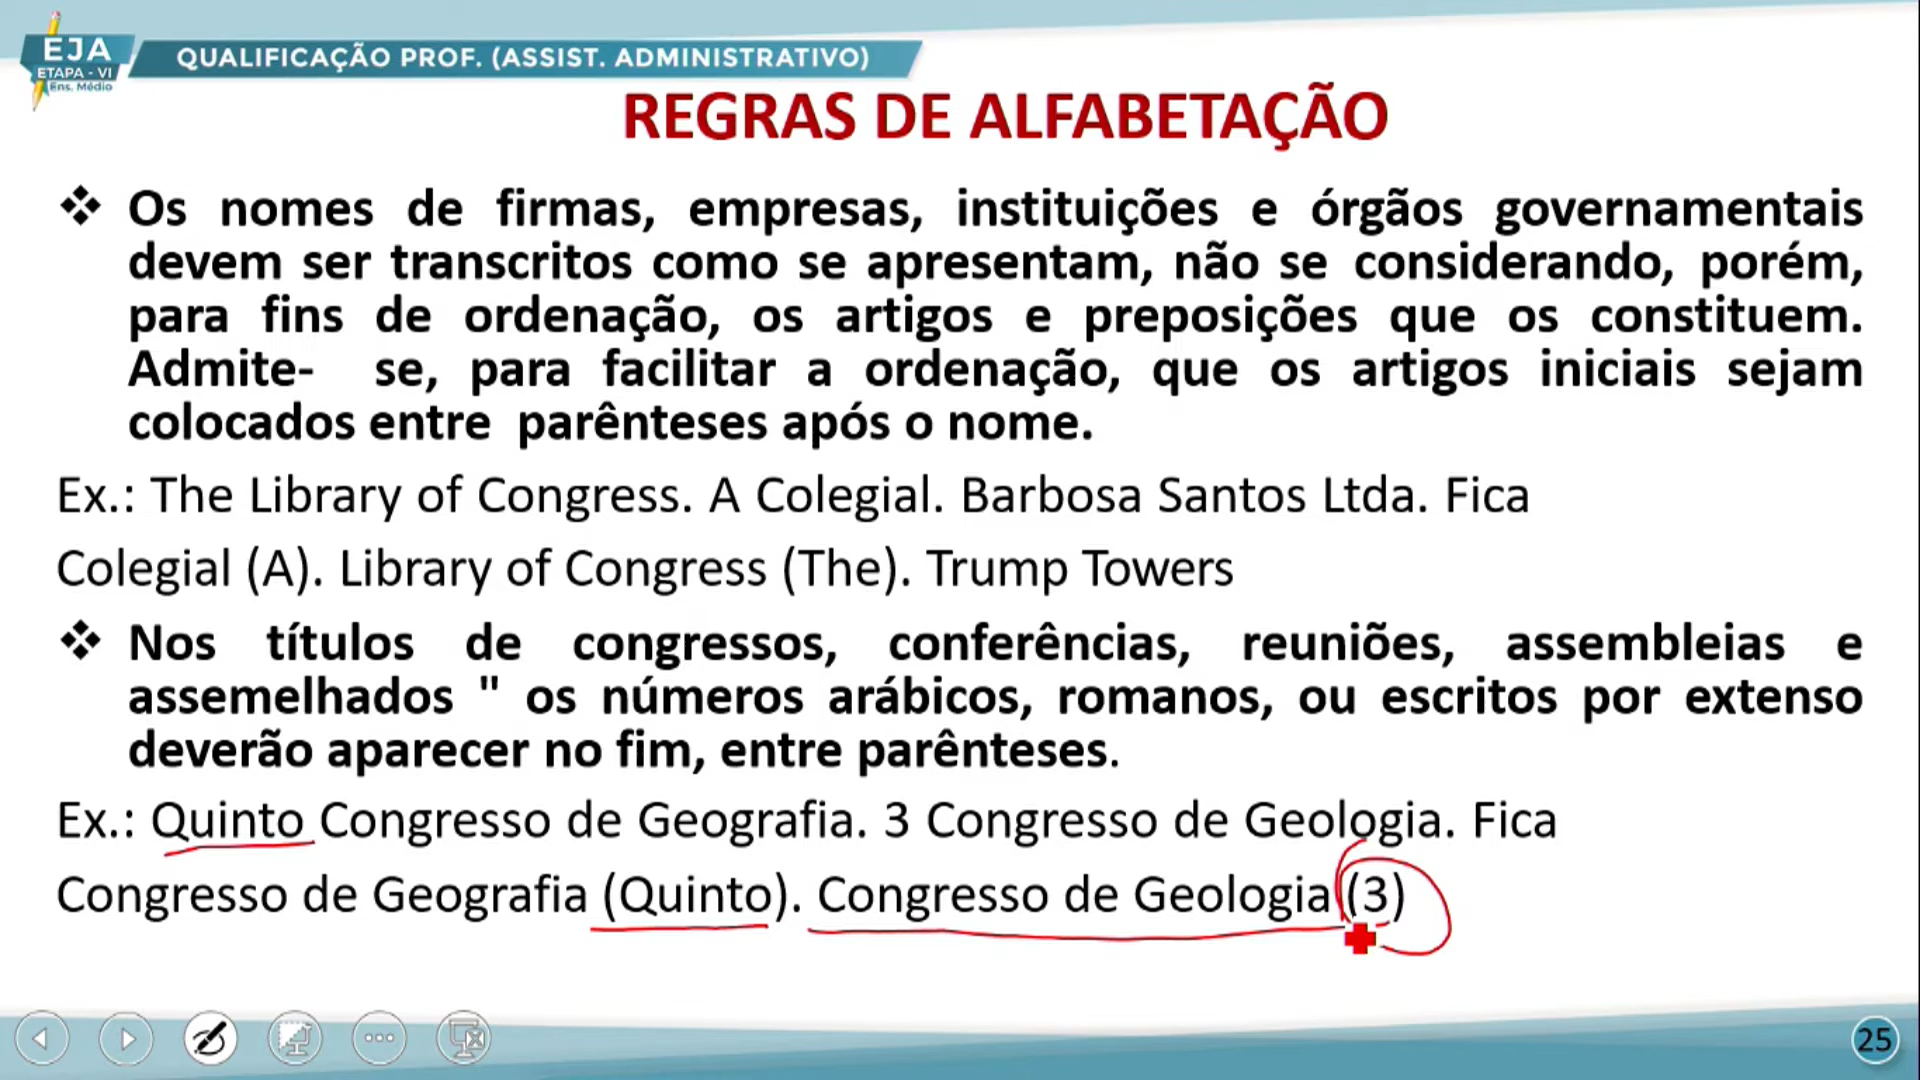 EJA
ETAPA - VI
Ens. Médio
QUALIFICAÇÃO PROF. (ASSIST. ADMINISTRATIVO)
REGRAS DE ALFABETAÇÃO
❖ Os nomes de firmas, empresas, instituições e órgãos governamentais
devem ser transcritos como se apresentam, não se considerando, porém,
para fins de ordenação, os artigos e preposições que os constituem.
Admite- se, para facilitar a ordenação, que os artigos iniciais sejam
colocados entre parênteses após o nome.
Ex.: The Library of Congress. A Colegial. Barbosa Santos Ltda. Fica
Colegial (A). Library of Congress (The). Trump Towers
❖ Nos títulos de congressos, conferências, reuniões, assembleias e
assemelhados " os números arábicos, romanos, ou escritos por extenso
deverão aparecer no fim, entre parênteses.
Ex.: Quinto Congresso de Geografia. 3 Congresso de Geologia. Fica
Congresso de Geografia (Quinto). Congresso de Geologia (3)
25